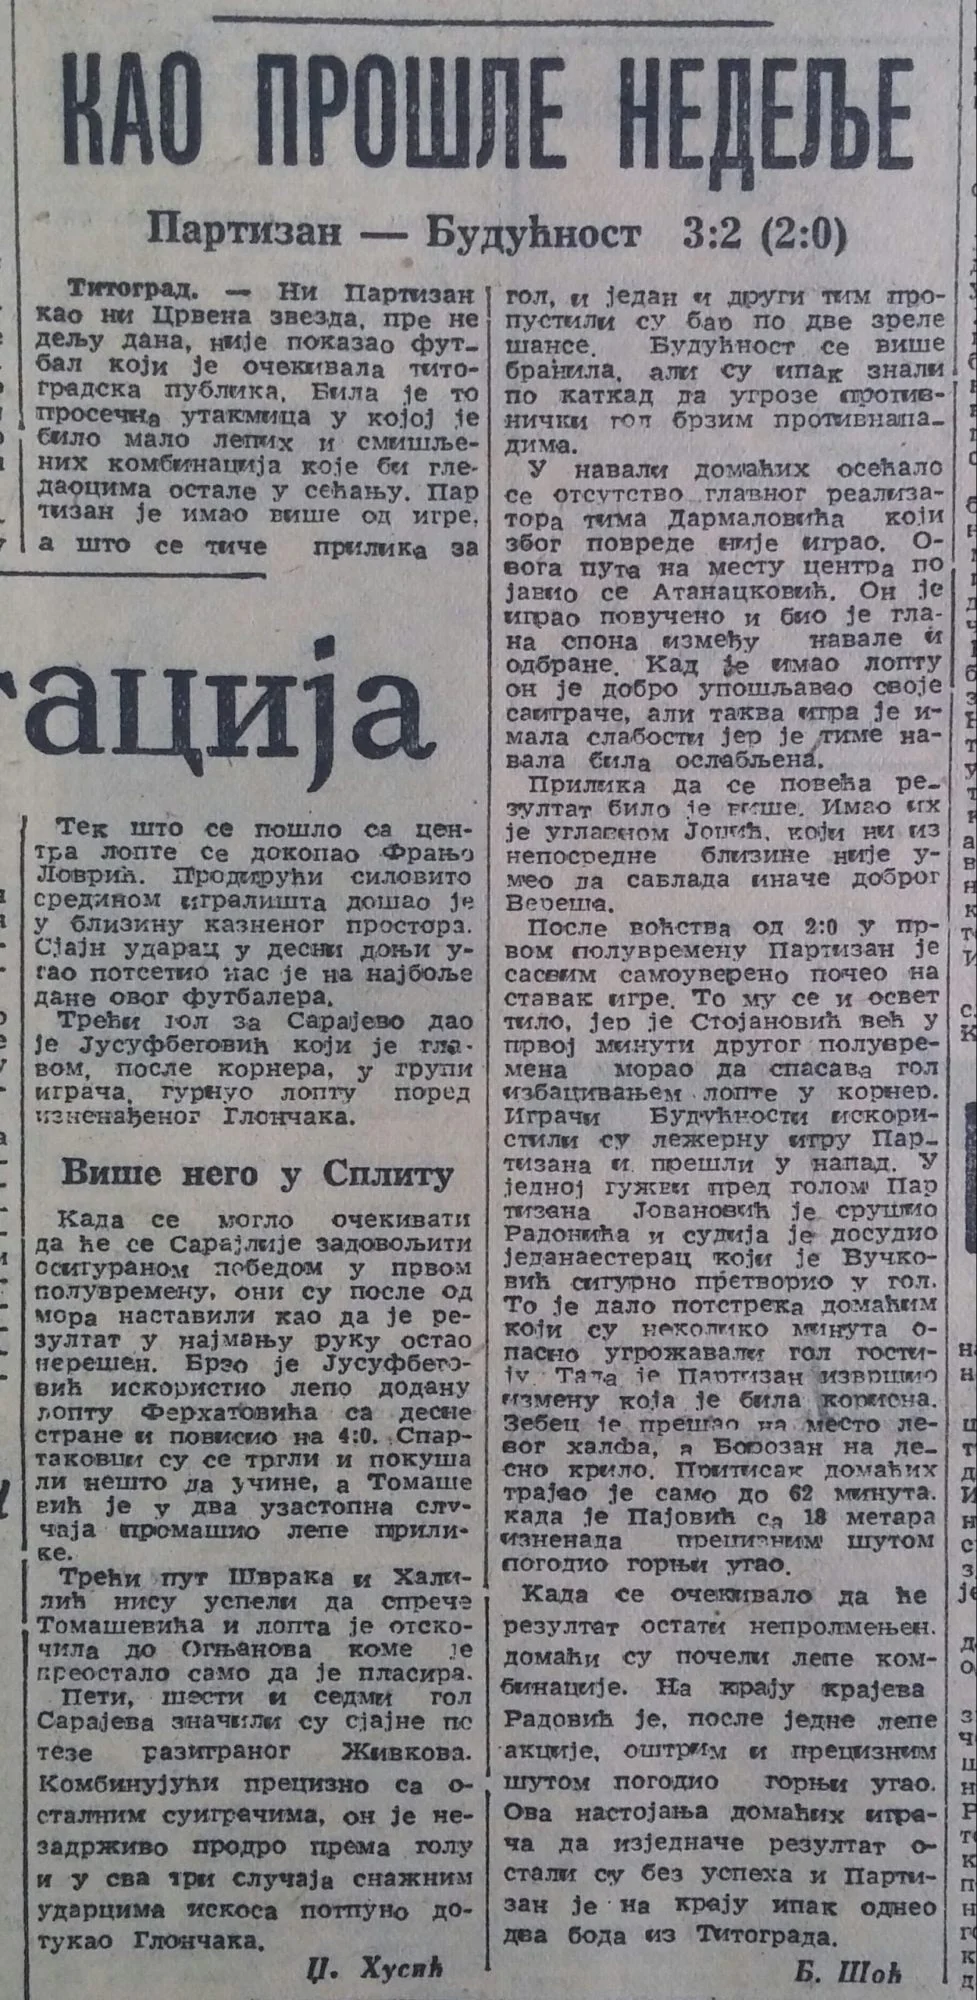 КАО ПРОШЛЕ НЕДЕЉЕ
Партизан — Будућност 3:2 (2:0)
Титоград. — Ни Партизан
као ни Црвена звезда, пре не
дељу дана, није показао фут-
бал који је очекивала тито-
градска публика. Била је то
просечна утакмица у којој је
било мало лепих и смишље-
них комбинација које би гле-
даоцима остале у сећању. Пар
тизан је имао више од игре,
а што се тиче прилика за
гол, и један и други тим про-
пустили су бар по две зреле
шансе. Будућност се више
бранила, али су ипак знали
по каткад да угрозе против-
нички гол брзим противнапа-
дима.
У навали домаћих осећало
се отсутство главног реализа-
тора тима Дармаловића који
због повреде није играо. О-
вога пута на месту центра по
јавио се Атанацковић. Он је
играо повучено и био је гла-
на спона између навале и
одбране. Кад је имао лопту
он је добро упошљавао своје
саиграче, али таква игра је и-
мала слабости јер је тиме на-
вала била ослабљена.
Прилика да се повећа ре-
зултат било је више. Имао их
је углавном Јошић, који ни из
непосредне близине није у-
мео да савлада иначе доброг
Вереша.
После воћства од 2:0 у пр-
вом полувремену Партизан је
сасвим самоуверено почео на
ставак игре. То му се и освет
тило, јер је Стојановић већ у
првој минути другог полувре-
мена морао да спасава гол
избацивањем лопте у корнер.
Играчи Будућности искори-
стили су лежерну игру Пар-
тизана и прешли у напад. У
једној гужви пред голом Пар
тизана Јовановић је срушио
Радонића и судија је досудио
једанаестерац који је Вучко-
вић сигурно претворио у гол.
То је дало потстрека домаћим
који су неколико минута о-
пасно угрожавали гол гости-
ју. Тада је Партизан извршио
измену која је била корисна.
Зебец је прешао на место ле-
вог халфа, а Борозан на де-
сно крило. Притисак домаћих
трајао је само до 62 минута.
када је Пајовић са 18 метара
изненада прецизним шутом
погодио горњи угао.
Када се очекивало да ће
резултат остати непролмењен.
домаћи су почели лепе ком-
бинације. На крају крајева
Радовић је, после једне лепе
акције, оштрим и прецизним
шутом погодио горњи угао.
Ова настојања домаћих игра-
ча да изједначе резултат о-
стали су без успеха и Парти-
зан је на крају ипак однео
два бода из Титограда.
Б. Шоћ
ација
Тек што се пошло са цен-
тра лопте се докопао Фрањо
Ловрић. Продирући силовито
средином игралишта дошао је
у близину казненог простора.
Сјајн ударац у десни доњи у-
гао потсетио нас је на најбоље
дане овог футбалера.
Трећи гол за Сарајево дао
је Јусуфбеговић који је гла-
вом, после корнера, у групи
играча, гурнуо лопту поред
изненађеног Глончака.
Више него у Сплиту
Када се могло очекивати
да ће се Сарајлије задовољити
осигураном победом у првом
полувремену, они су после од
мора наставили као да је ре-
зултат у најмању руку остао
нерешен. Брзо је Јусуфбего-
вић искористио лепо додану
лопту Ферхатовића са десне
стране и повисио на 4:0. Спар-
таковци су се тргли и покуша
ли нешто да учине, а Томаше
вић је у два узастопна слу-
чаја промашио лепе прили-
ке.
Трећи пут Шврака и Хали-
лић нису успели да спрече
Томашевића и лопта је отско-
чила до Огњанова коме је
преостало само да је пласира.
Пети, шести и седми гол
Сарајева значили су сјајне по
тезе разиграног Живкова.
Комбинујући прецизно са о-
сталним суиграчима, он је не-
задрживо продро према голу
и у сва три случаја снажним
ударцима искоса потпуно до-
тукао Глончака.
Џ. Хусић